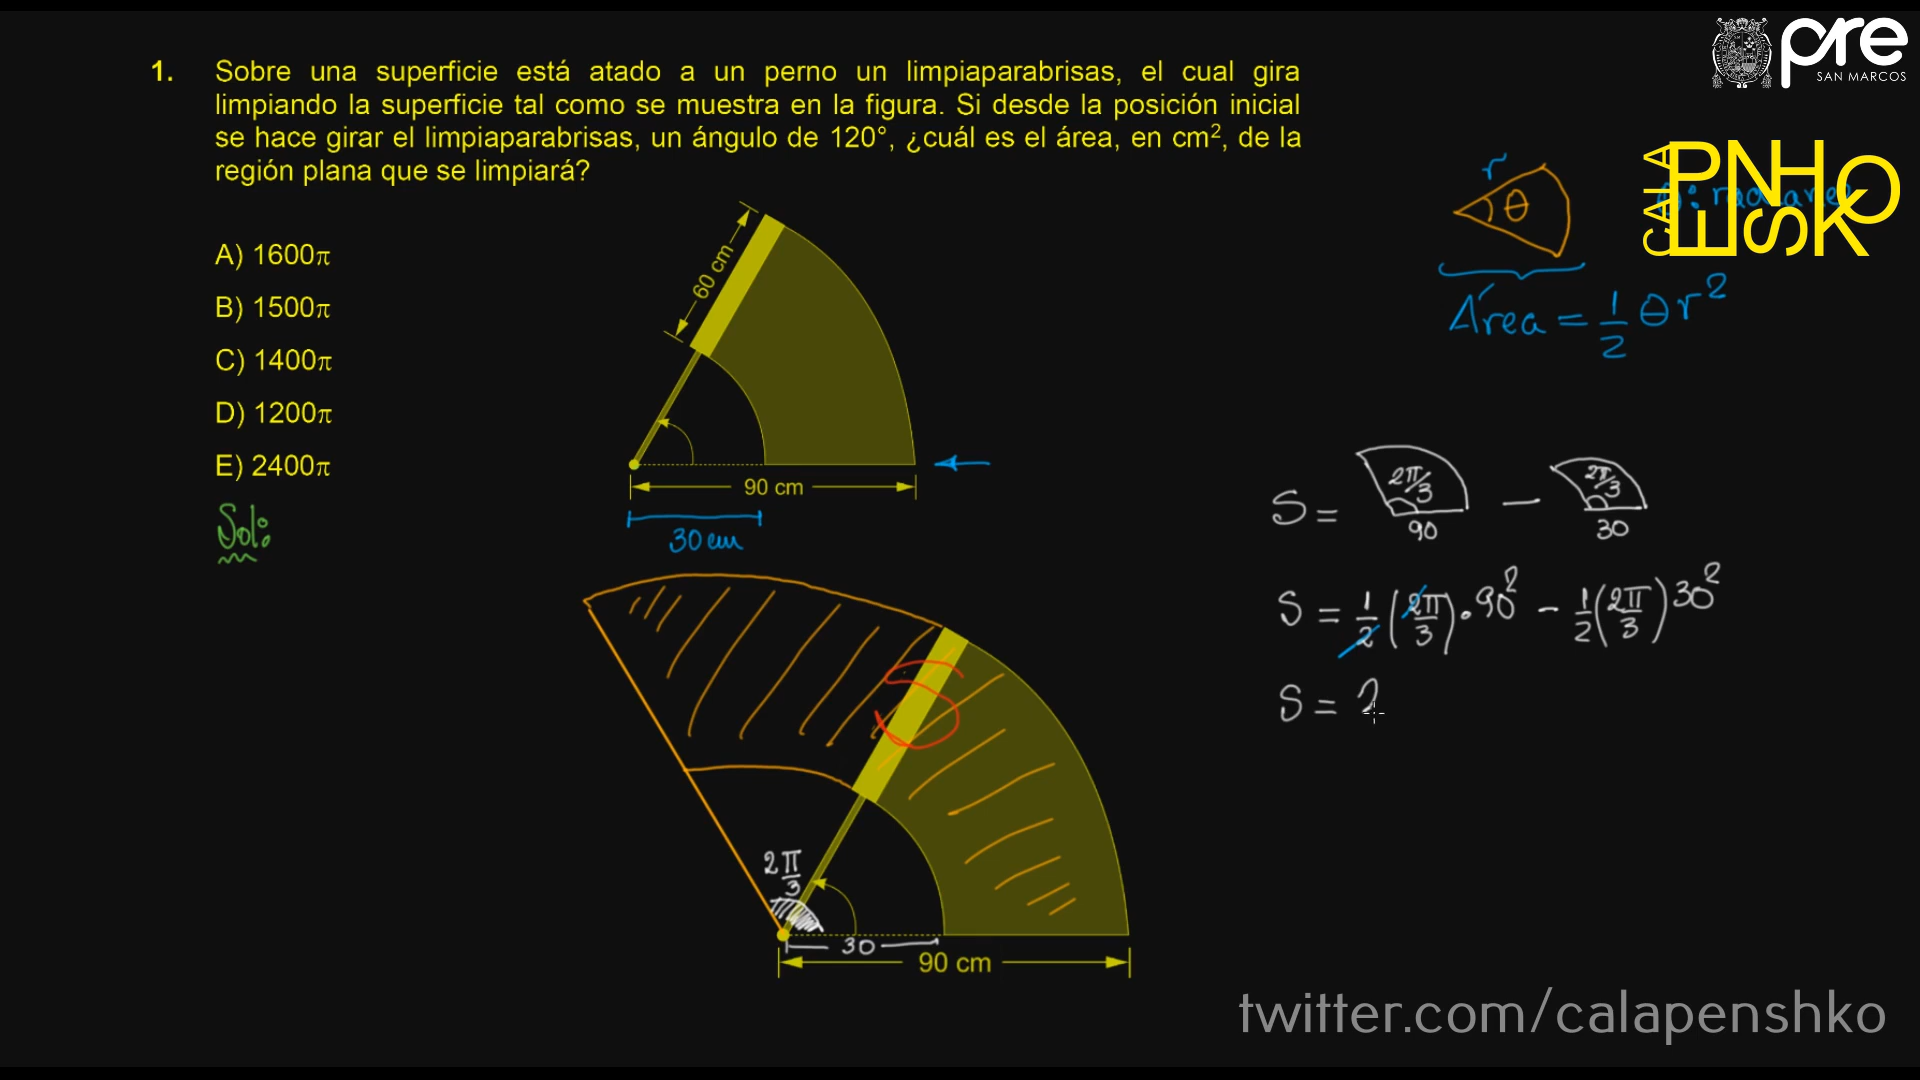 pre
SAN MARCOS
1. Sobre una superficie está atado a un perno un limpiaparabrisas, el cual gira
limpiando la superficie tal como se muestra en la figura. Si desde la posición inicial
se hace girar el limpiaparabrisas, un ángulo de 120°, ¿cuál es el área, en cm², de la
región plana que se limpiará?
A) 1600π
B) 1500π
C) 1400π
D) 1200π
E) 2400π
Sol:
60 cm
90 cm
30 cm
r
θ
CALA
PENSHKO
Área = 1/2 θ r²
2π/3
2π/3
S = 90 — 30
S = 1/2 (2π/3) · 90² - 1/2 (2π/3) 30²
S = 2
S
2π/3
30
90 cm
twitter.com/calapenshko